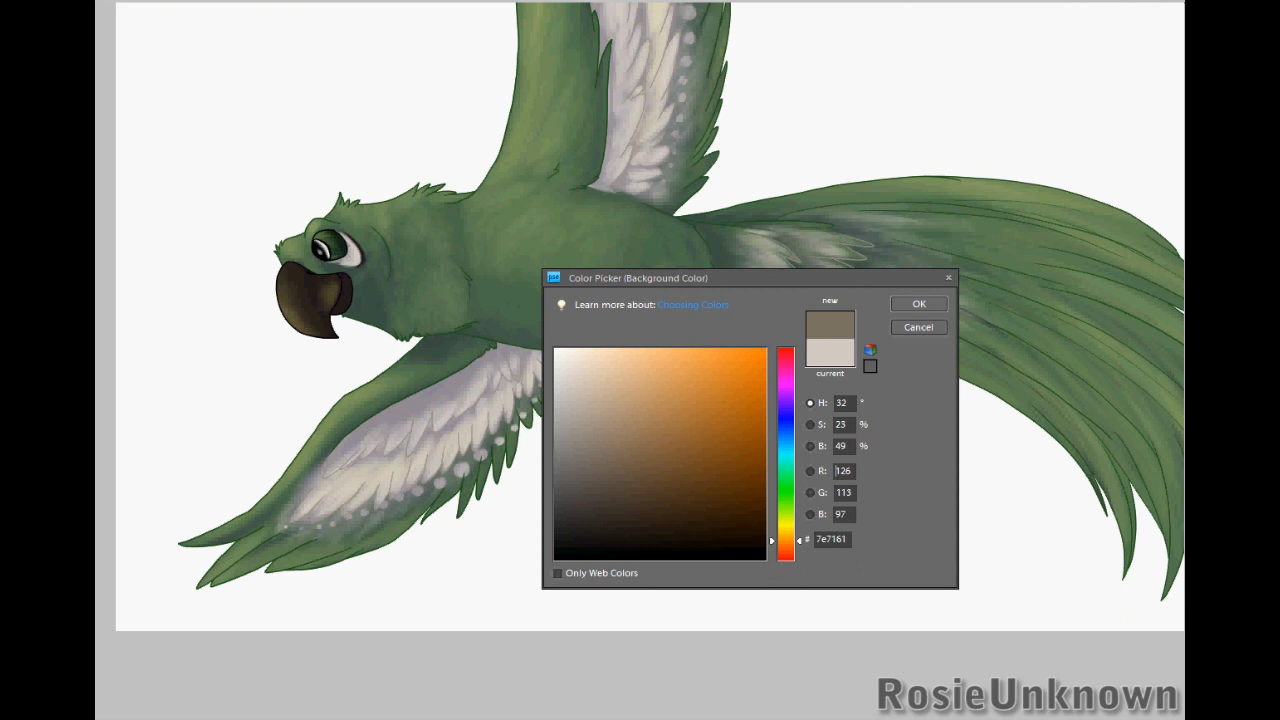 pse Color Picker (Background Color) ×
Learn more about: Choosing Colors
new
current
OK
Cancel
H: 32 °
S: 23 %
B: 49 %
R: 126
G: 113
B: 97
# 7e7161
Only Web Colors
RosieUnknown